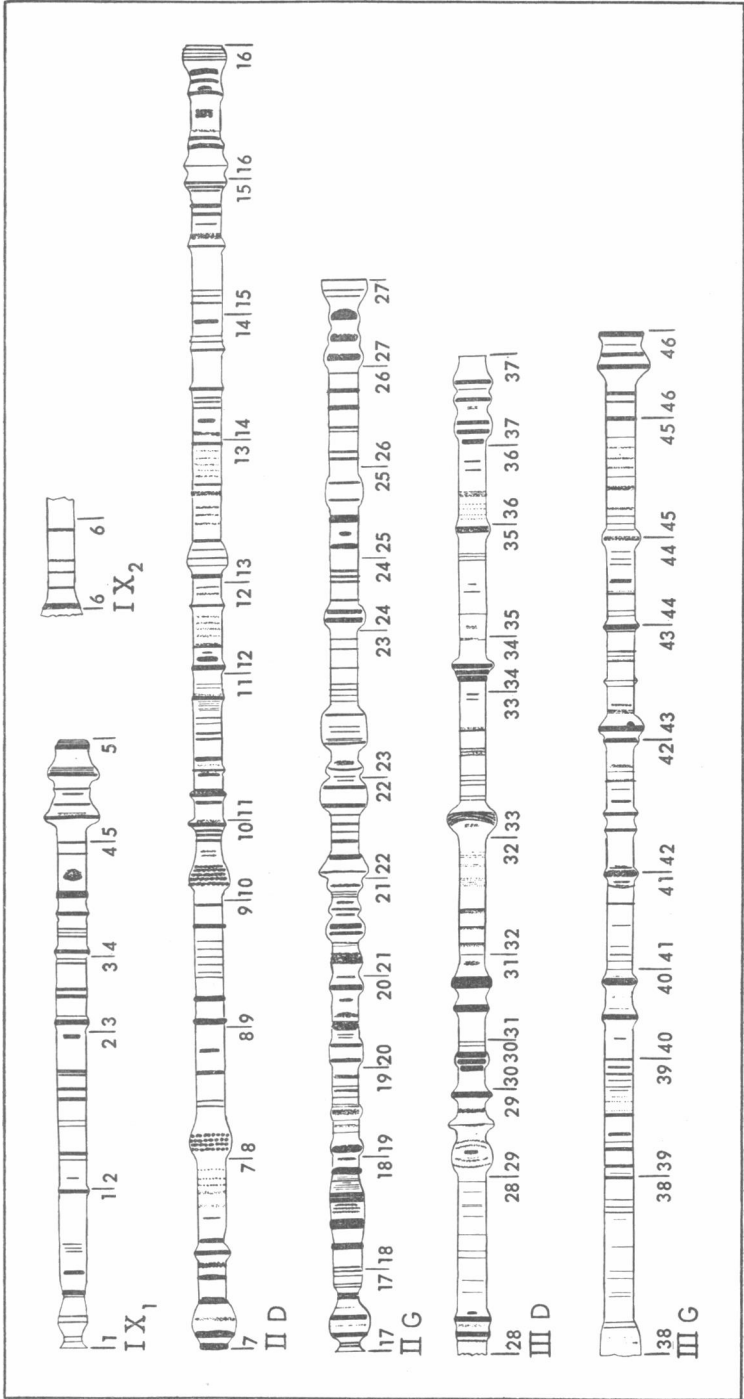 1 1|2 2|3 3|4 4|5 5|
I X₁
6 6|
I X₂
7 7|8 8|9 9|10 10|11 11|12 12|13 13|14 14|15 15|16 16
II D
17 17|18 18|19 19|20 20|21 21|22 22|23 23|24 24|25 25|26 26|27 27
II G
28 28|29 29|30 30|31 31|32 32|33 33|34 34|35 35|36 36|37 37
III D
38 38|39 39|40 40|41 41|42 42|43 43|44 44|45 45|46 46
III G